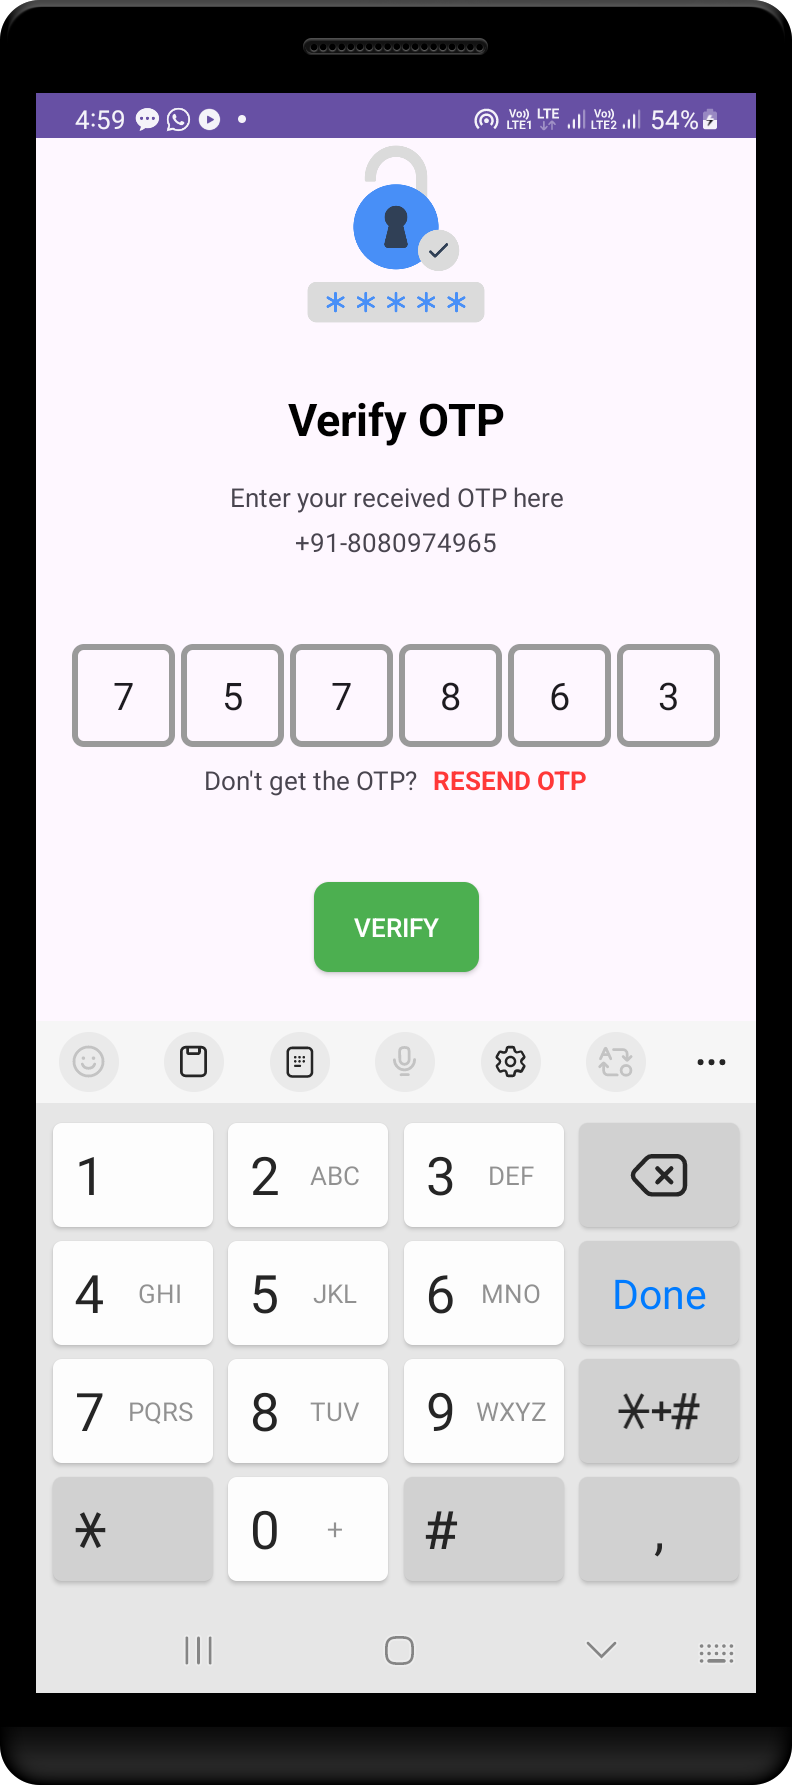 4:59 Vo)) LTE1 LTE Vo)) LTE2 54%
*****
Verify OTP
Enter your received OTP here
+91-8080974965
7 5 7 8 6 3
Don't get the OTP? RESEND OTP
VERIFY
1 2 ABC 3 DEF
4 GHI 5 JKL 6 MNO Done
7 PQRS 8 TUV 9 WXYZ *+#
* 0 + # ,